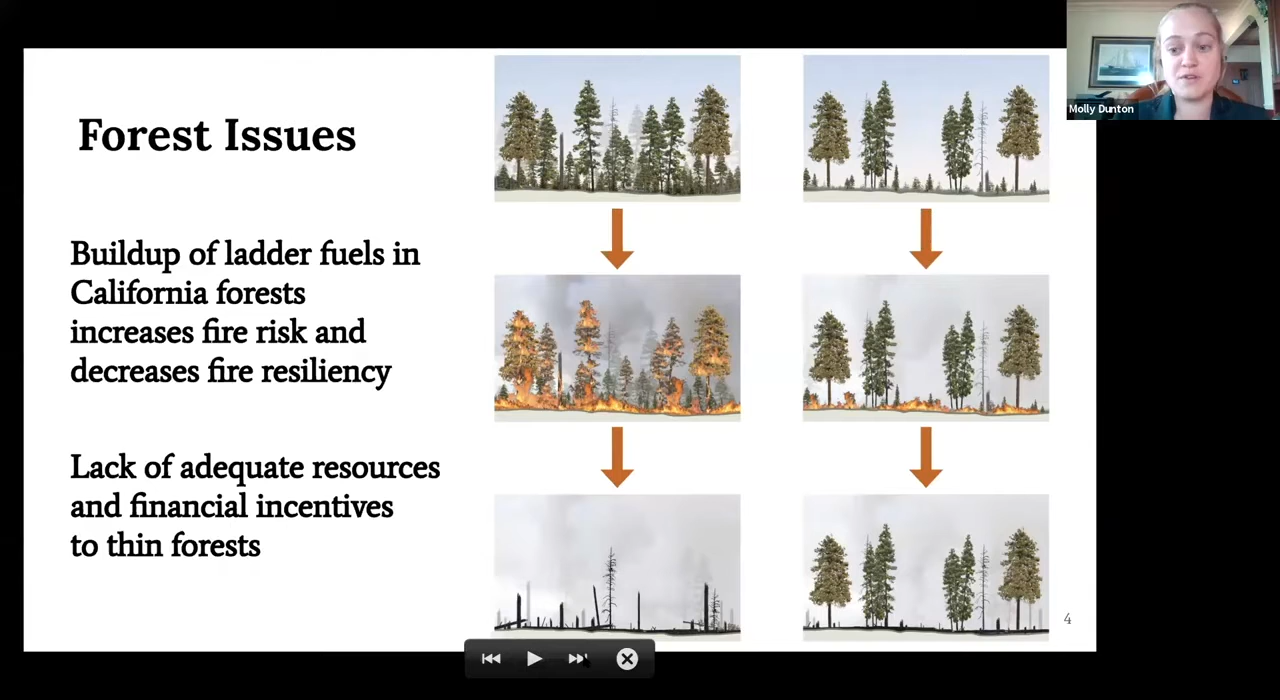 Forest Issues
Buildup of ladder fuels in
California forests
increases fire risk and
decreases fire resiliency
Lack of adequate resources
and financial incentives
to thin forests
4
Molly Dunton